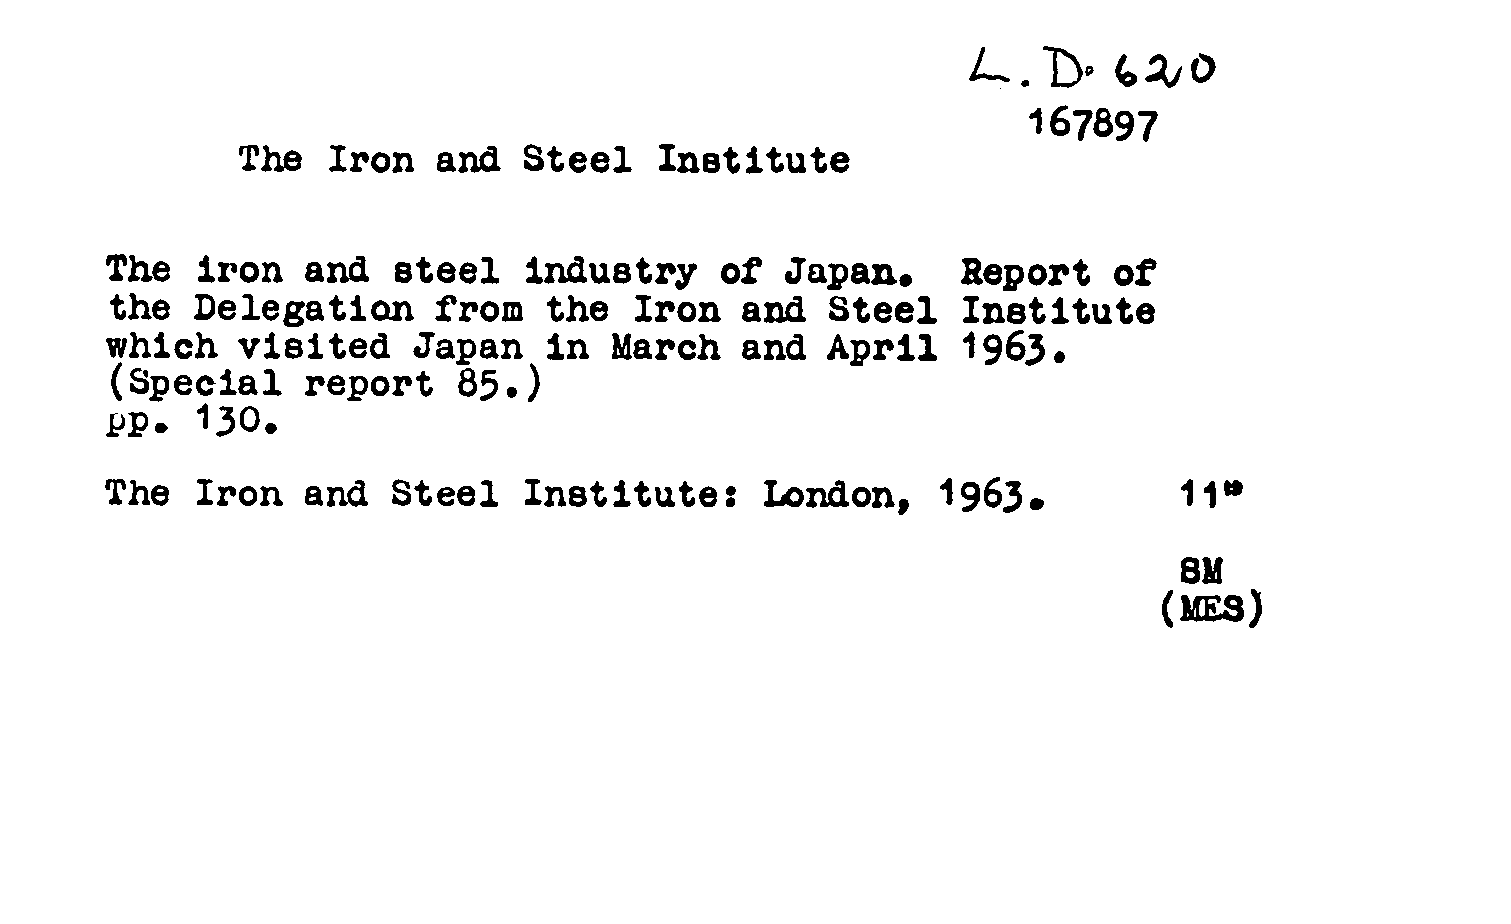 L.D. 620
167897
The Iron and Steel Institute
The iron and steel industry of Japan. Report of
the Delegation from the Iron and Steel Institute
which visited Japan in March and April 1963.
(Special report 85.)
pp. 130.
The Iron and Steel Institute: London, 1963. 11"
SM
(MES)